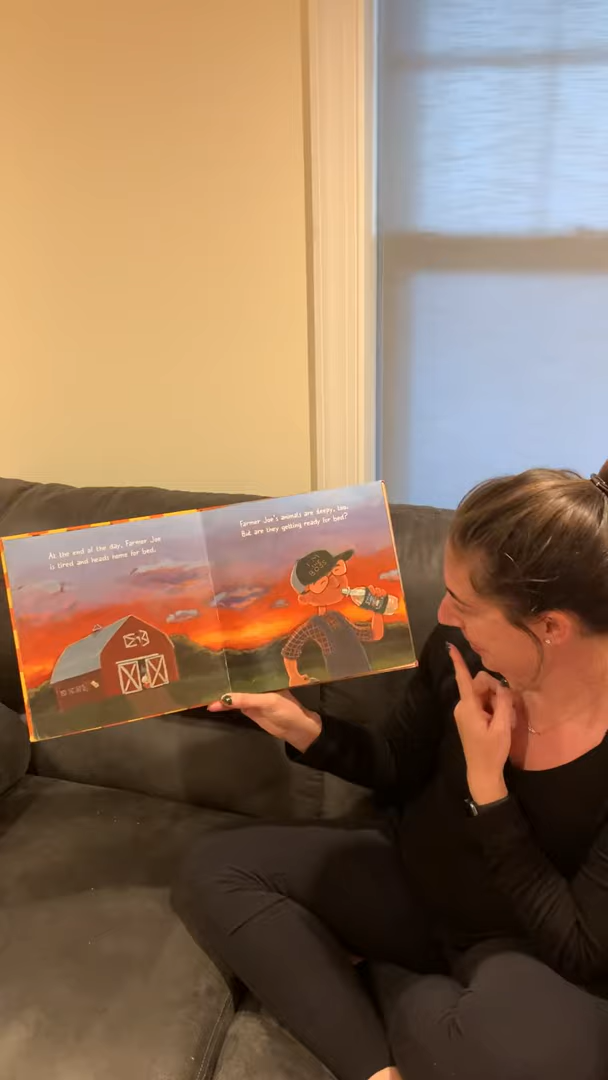 At the end of the day, Farmer Joe
is tired and heads home for bed.
Farmer Joe's animals are sleepy, too.
But are they getting ready for bed?